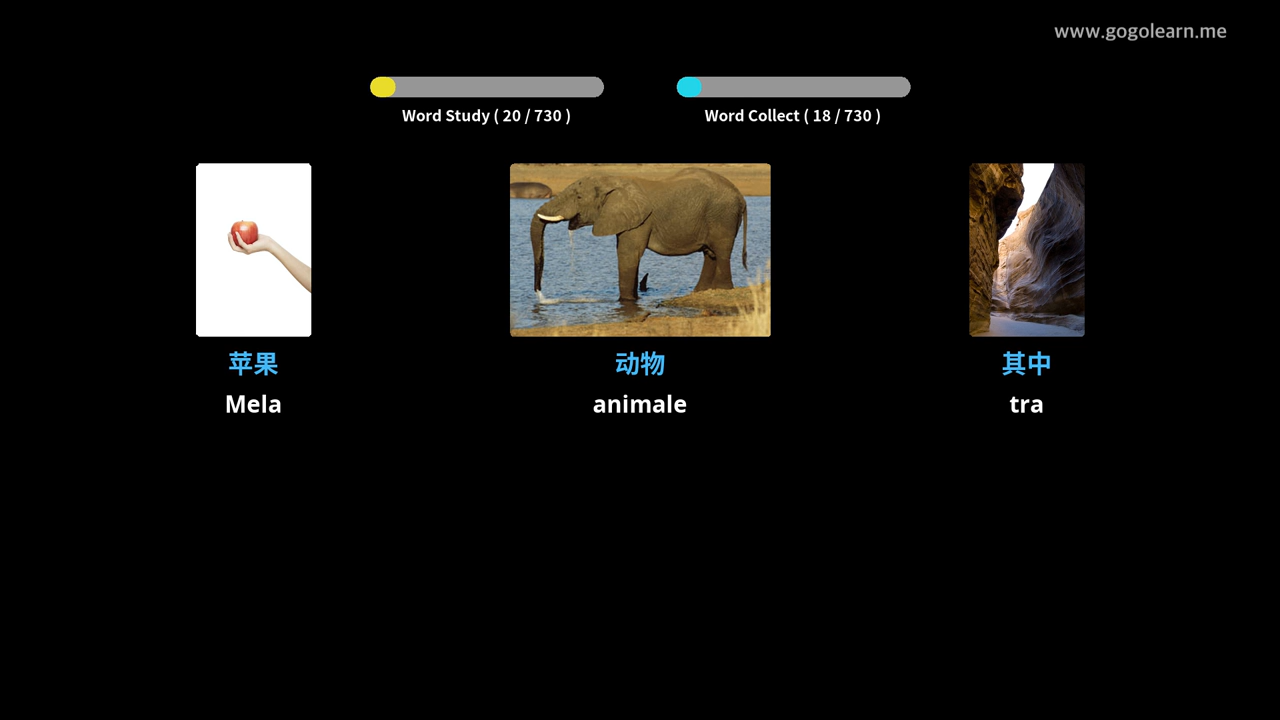 www.gogolearn.me
Word Study ( 20 / 730 )
Word Collect ( 18 / 730 )
苹果
动物
其中
Mela
animale
tra